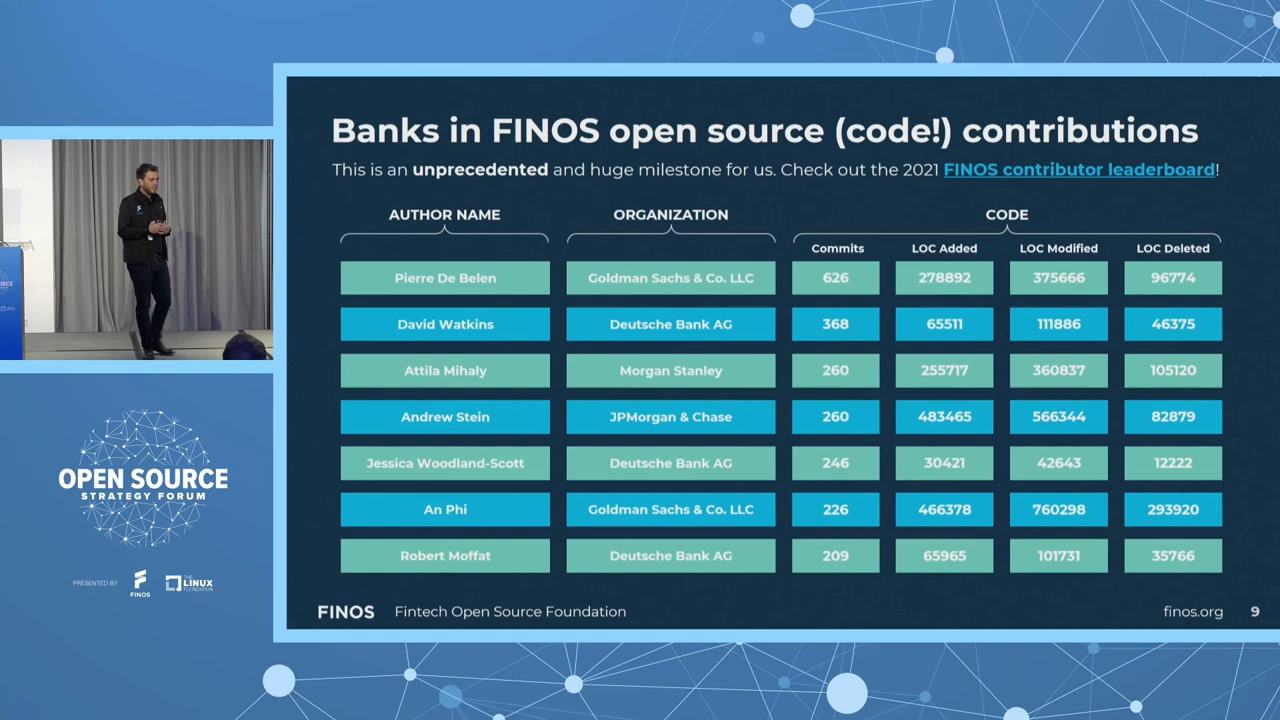 Banks in FINOS open source (code!) contributions
This is an unprecedented and huge milestone for us. Check out the 2021 FINOS contributor leaderboard!
AUTHOR NAME ORGANIZATION CODE
Commits LOC Added LOC Modified LOC Deleted
Pierre De Belen Goldman Sachs & Co. LLC 626 278892 375666 96774
David Watkins Deutsche Bank AG 368 65511 111886 46375
Attila Mihaly Morgan Stanley 260 255717 360837 105120
Andrew Stein JPMorgan & Chase 260 483465 566344 82879
Jessica Woodland-Scott Deutsche Bank AG 246 30421 42643 12222
An Phi Goldman Sachs & Co. LLC 226 466378 760298 293920
Robert Moffat Deutsche Bank AG 209 65965 101731 35766
FINOS Fintech Open Source Foundation finos.org 9
OPEN SOURCE
STRATEGY FORUM
PRESENTED BY
FINOS
THE
LINUX
FOUNDATION